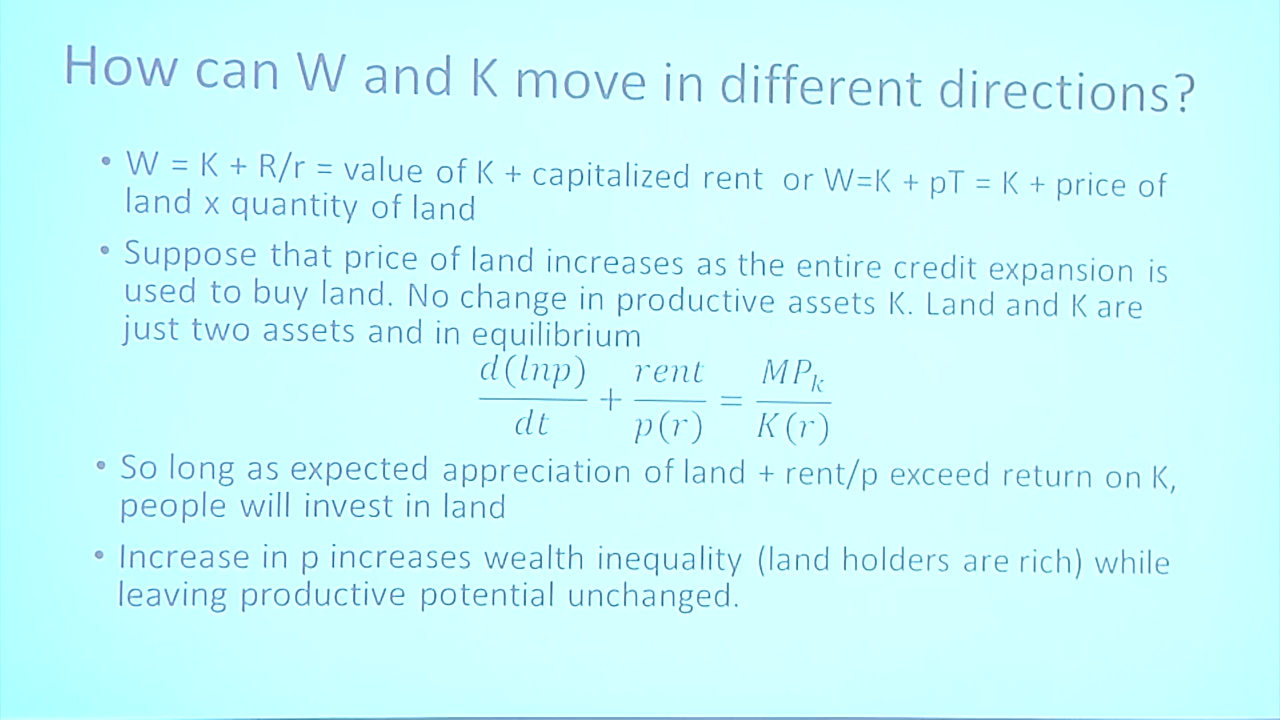 How can W and K move in different directions?
• W = K + R/r = value of K + capitalized rent or W=K + pT = K + price of
land x quantity of land
• Suppose that price of land increases as the entire credit expansion is
used to buy land. No change in productive assets K. Land and K are
just two assets and in equilibrium
d(lnp)/dt + rent/p(r) = MP_k/K(r)
• So long as expected appreciation of land + rent/p exceed return on K,
people will invest in land
• Increase in p increases wealth inequality (land holders are rich) while
leaving productive potential unchanged.